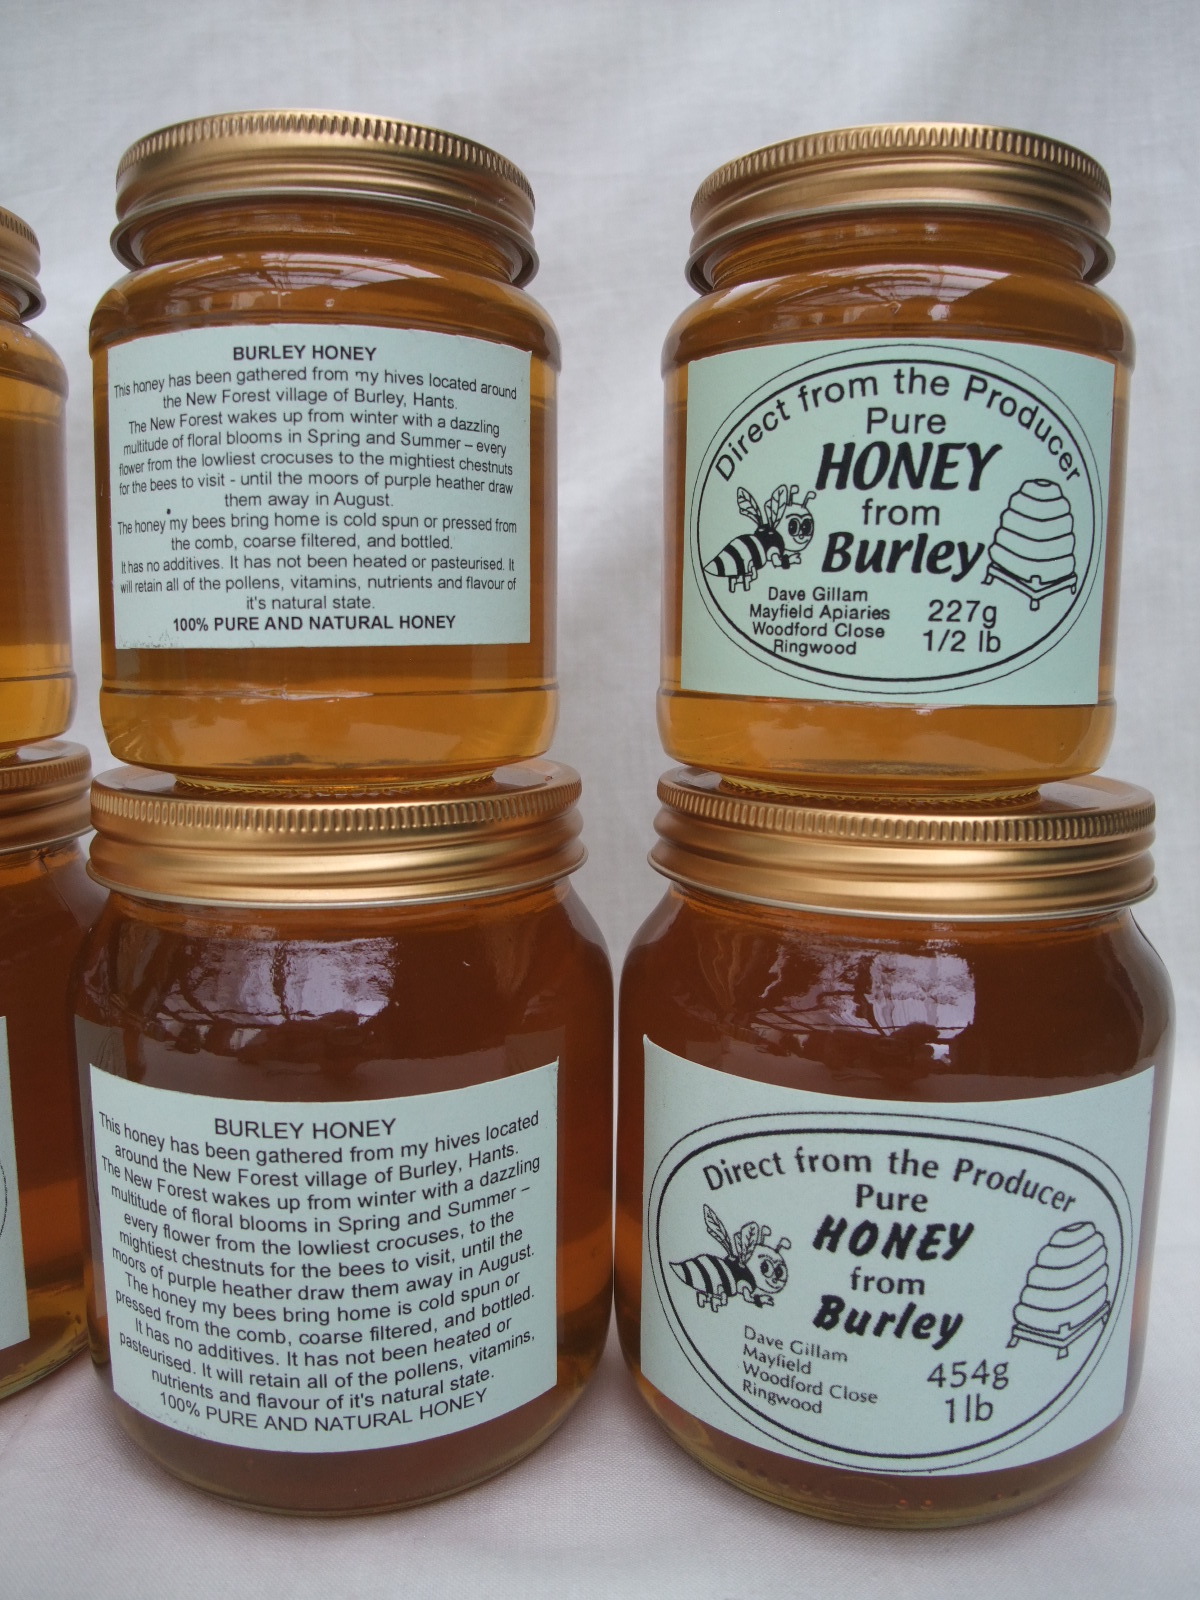 BURLEY HONEY
This honey has been gathered from my hives located around
the New Forest village of Burley, Hants.
The New Forest wakes up from winter with a dazzling
multitude of floral blooms in Spring and Summer – every
flower from the lowliest crocuses to the mightiest chestnuts
for the bees to visit - until the moors of purple heather draw
them away in August.
The honey my bees bring home is cold spun or pressed from
the comb, coarse filtered, and bottled.
It has no additives. It has not been heated or pasteurised. It
will retain all of the pollens, vitamins, nutrients and flavour of
it's natural state.
100% PURE AND NATURAL HONEY
Direct from the Producer
Pure
HONEY
from
Burley
Dave Gillam
Mayfield Apiaries
Woodford Close
Ringwood
227g
1/2 lb
BURLEY HONEY
This honey has been gathered from my hives located
around the New Forest village of Burley, Hants.
The New Forest wakes up from winter with a dazzling
multitude of floral blooms in Spring and Summer –
every flower from the lowliest crocuses, to the
mightiest chestnuts for the bees to visit, until the
moors of purple heather draw them away in August.
The honey my bees bring home is cold spun or
pressed from the comb, coarse filtered, and bottled.
It has no additives. It has not been heated or
pasteurised. It will retain all of the pollens, vitamins,
nutrients and flavour of it's natural state.
100% PURE AND NATURAL HONEY
Direct from the Producer
Pure
HONEY
from
Burley
Dave Gillam
Mayfield
Woodford Close
Ringwood
454g
1 lb